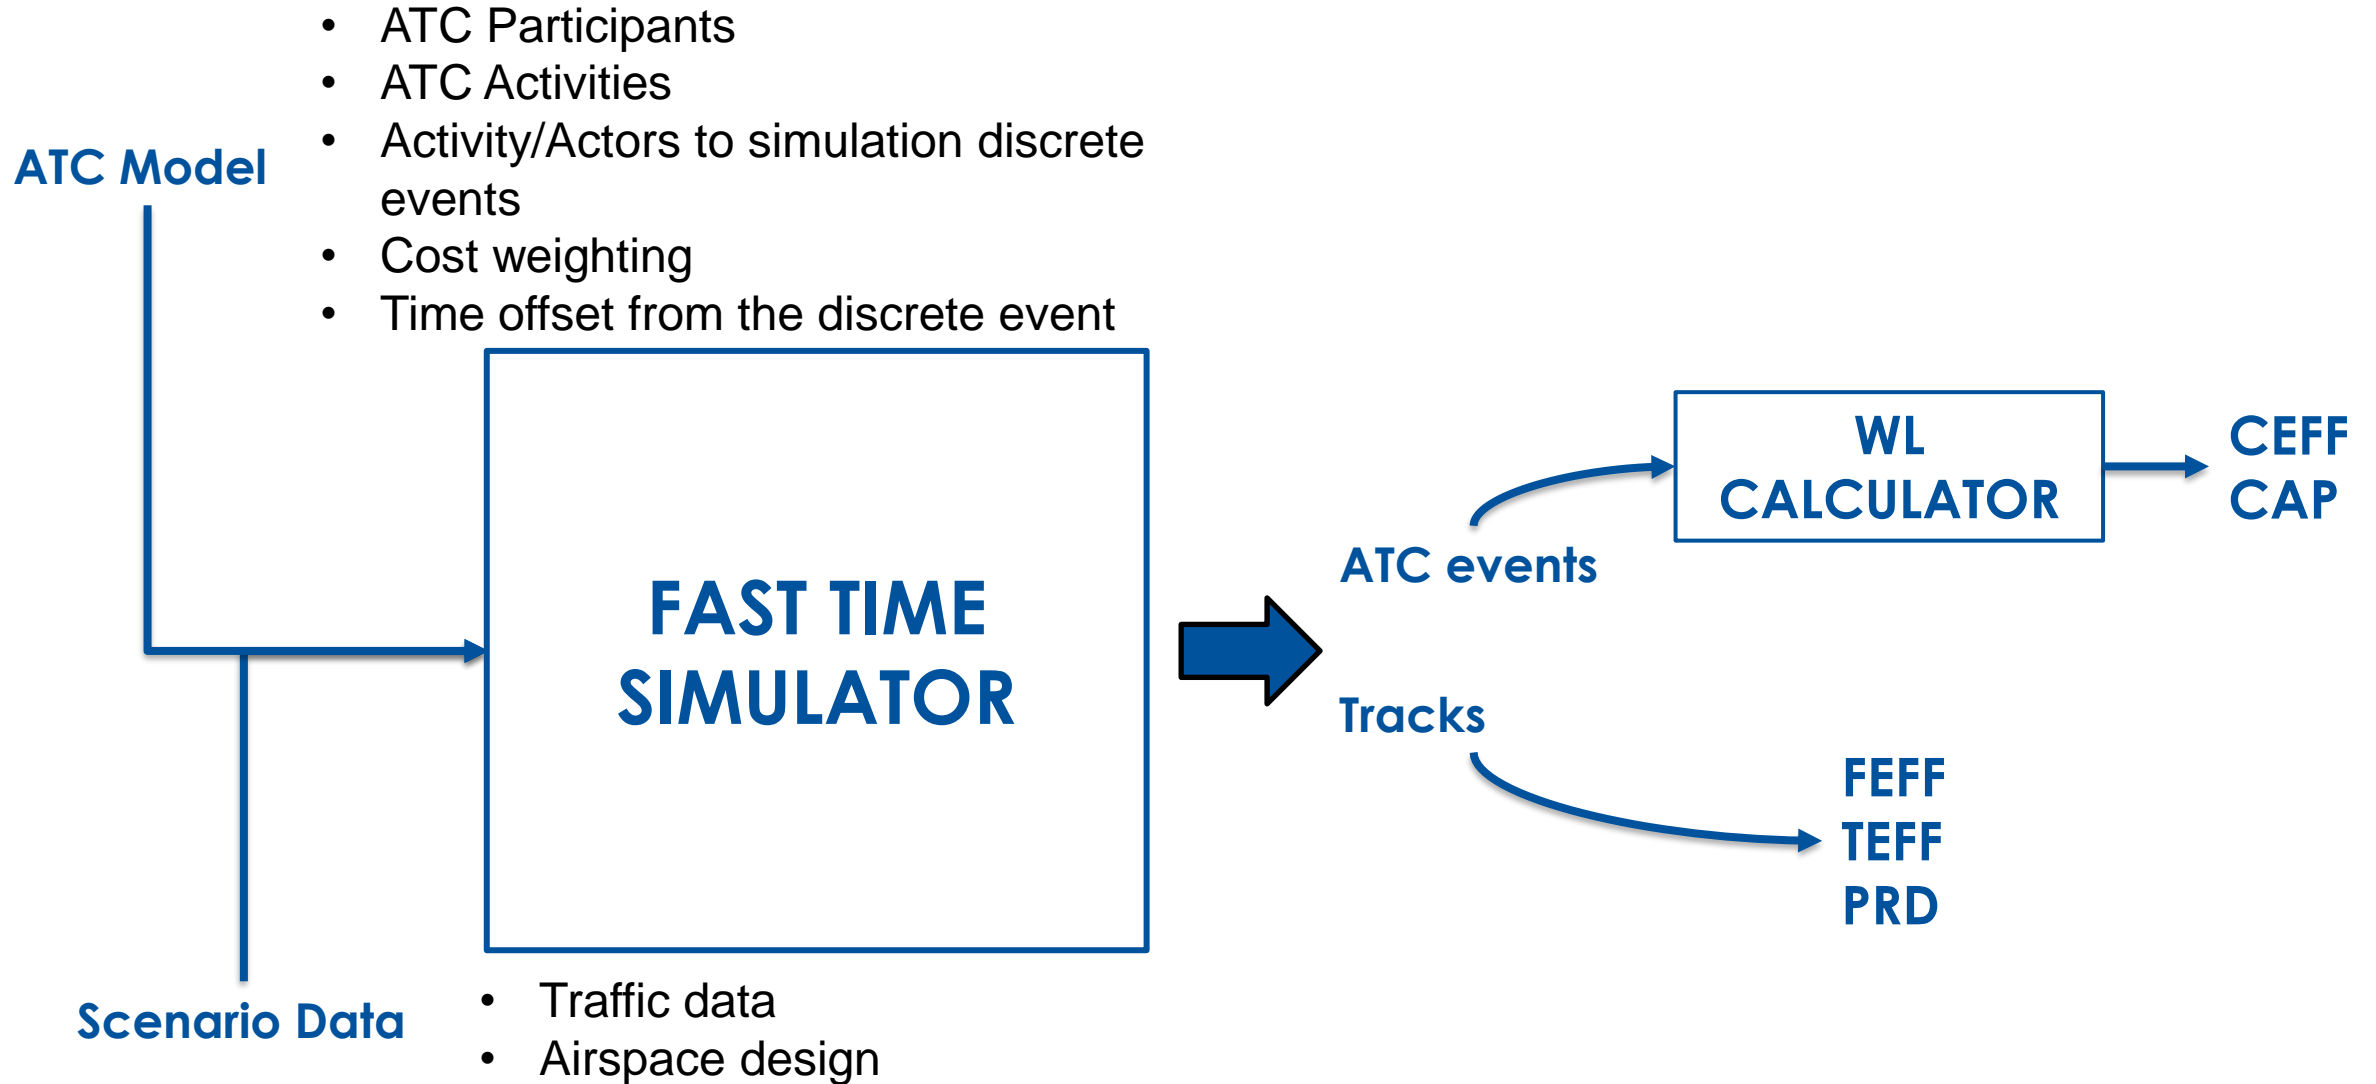 • ATC Participants
• ATC Activities
• Activity/Actors to simulation discrete
events
• Cost weighting
• Time offset from the discrete event
ATC Model
FAST TIME
SIMULATOR
Scenario Data
• Traffic data
• Airspace design
ATC events
Tracks
WL
CALCULATOR
CEFF
CAP
FEFF
TEFF
PRD